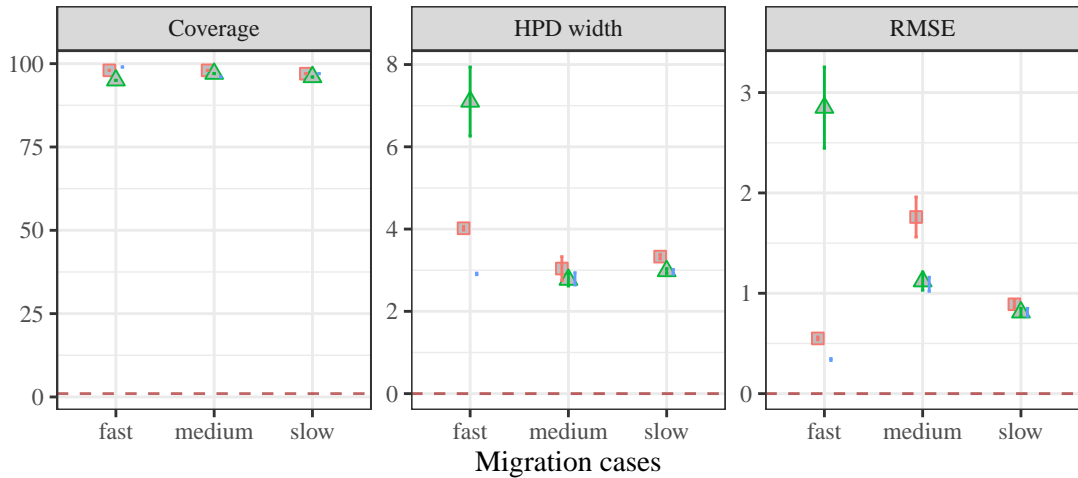 Coverage
HPD width
RMSE
100
75
50
25
0
8
6
4
2
0
3
2
1
0
fast medium slow
fast medium slow
fast medium slow
Migration cases